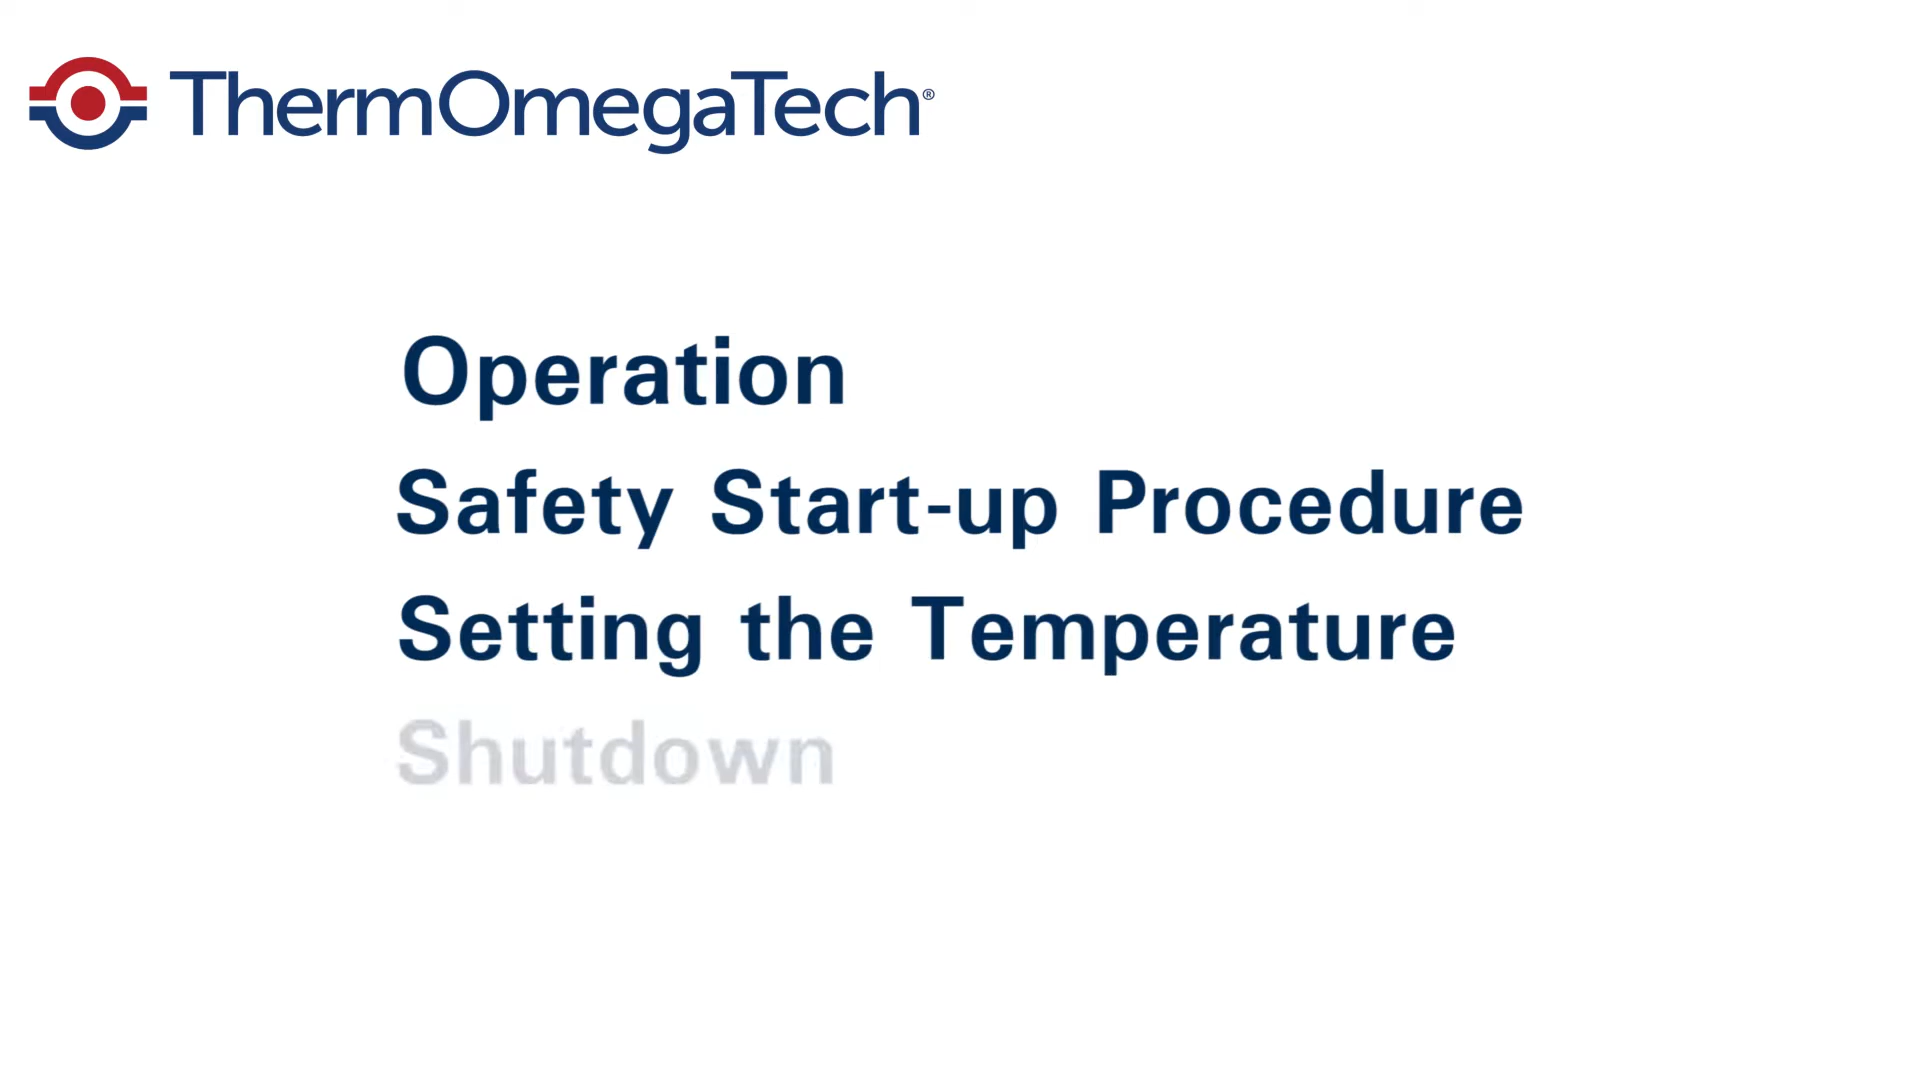 ThermOmegaTech®
Operation
Safety Start-up Procedure
Setting the Temperature
Shutdown